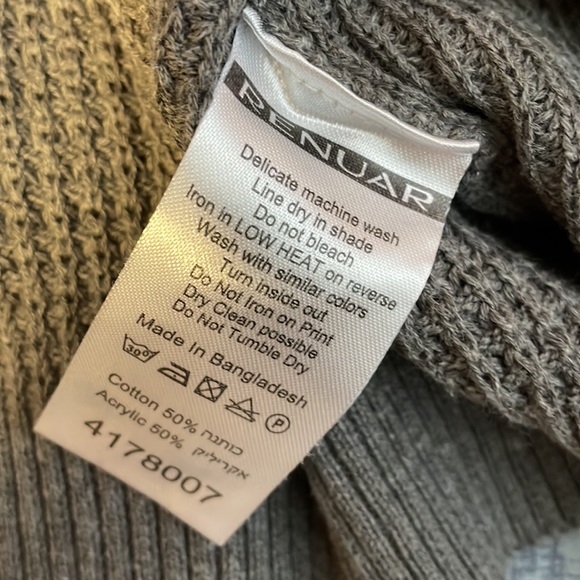 RENUAR
Delicate machine wash
Line dry in shade
Do not bleach
Iron in LOW HEAT on reverse
Wash with similar colors
Turn inside out
Do Not Iron on Print
Dry Clean possible
Do Not Tumble Dry
Made In Bangladesh
30° P
Cotton 50% כותנה
Acrylic 50% אקריליק
4178007